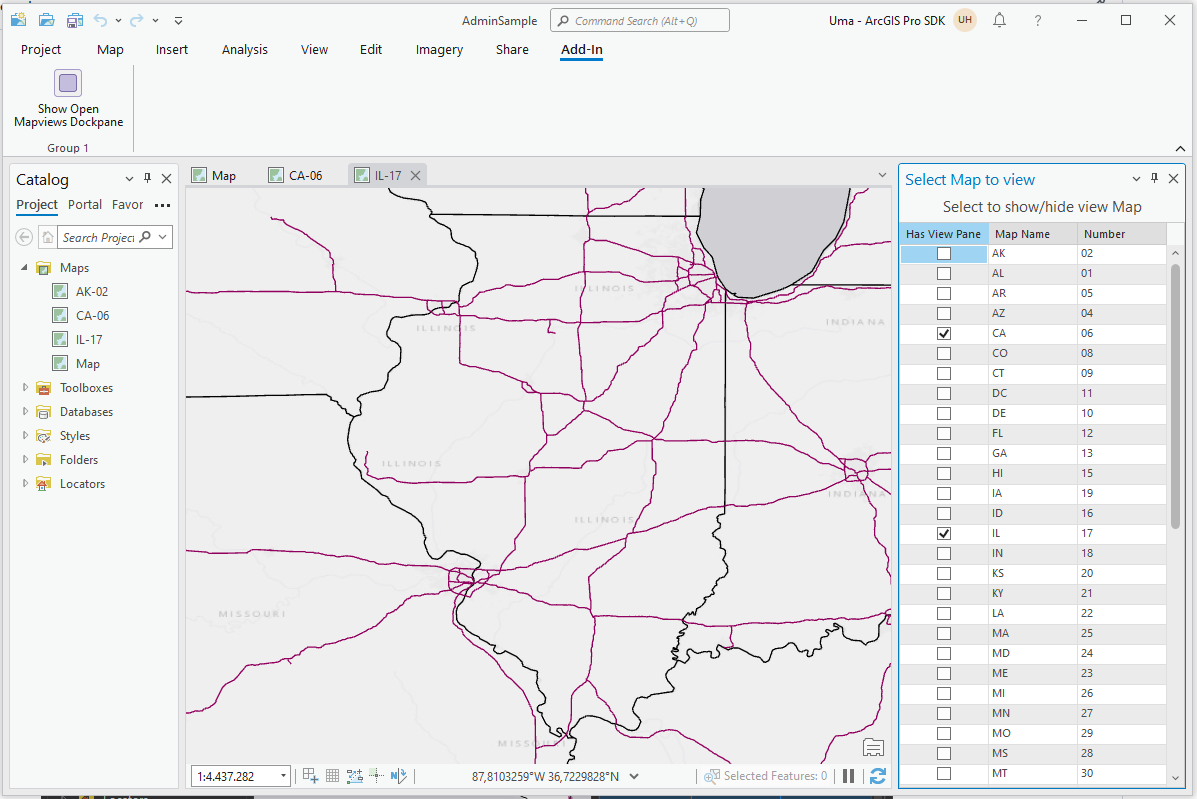 AdminSample
Command Search (Alt+Q)
Uma - ArcGIS Pro SDK
UH
?
Project Map Insert Analysis View Edit Imagery Share Add-In
Show Open
Mapviews Dockpane
Group 1
Catalog
Project Portal Favor
Search Project
Maps
AK-02
CA-06
IL-17
Map
Toolboxes
Databases
Styles
Folders
Locators
Map CA-06 IL-17
ILLINOIS
ILLINOIS
INDIANA
ILLINOIS
INDIANA
ILLINOIS
MISSOURI
MISSOURI
1:4.437.282
N
87,8103259°W 36,7229828°N
Selected Features: 0
Select Map to view
Select to show/hide view Map
Has View Pane Map Name Number
AK 02
AL 01
AR 05
AZ 04
CA 06
CO 08
CT 09
DC 11
DE 10
FL 12
GA 13
HI 15
IA 19
ID 16
IL 17
IN 18
KS 20
KY 21
LA 22
MA 25
MD 24
ME 23
MI 26
MN 27
MO 29
MS 28
MT 30